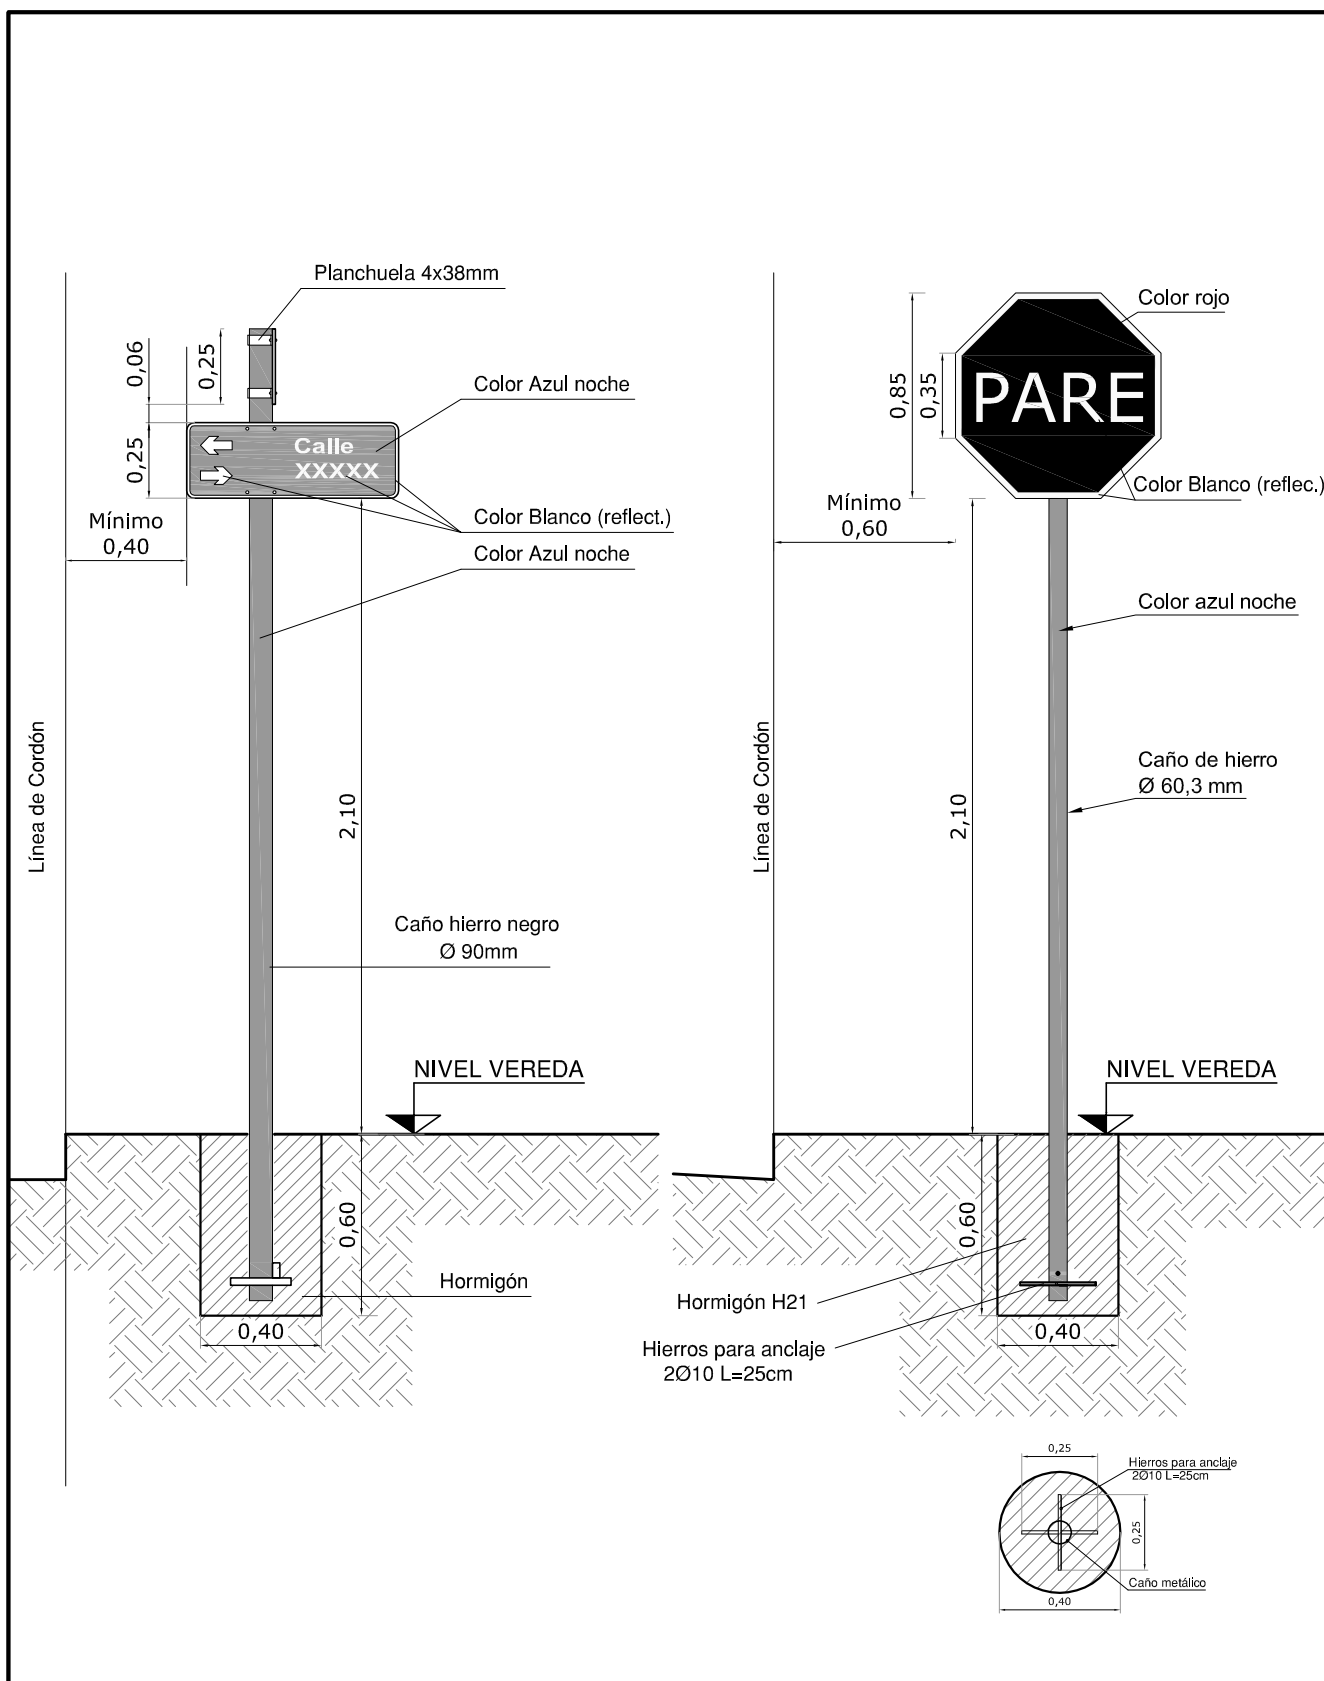 Planchuela 4x38mm
0,06
0,25
Color Azul noche
Calle
XXXXX
0,25
Mínimo
0,40
Color Blanco (reflect.)
Color Azul noche
Línea de Cordón
2,10
Caño hierro negro
Ø 90mm
NIVEL VEREDA
0,60
Hormigón
0,40
Color rojo
0,85
0,35
PARE
Color Blanco (reflec.)
Mínimo
0,60
Color azul noche
Línea de Cordón
Caño de hierro
Ø 60,3 mm
2,10
NIVEL VEREDA
0,60
Hormigón H21
0,40
Hierros para anclaje
2Ø10 L=25cm
0,25
Hierros para anclaje
2Ø10 L=25cm
0,25
Caño metálico
0,40